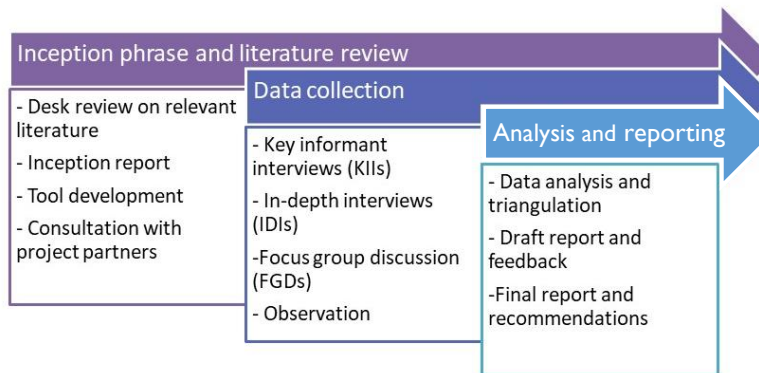 Inception phrase and literature review
- Desk review on relevant
literature
- Inception report
- Tool development
- Consultation with
project partners
Data collection
- Key informant
interviews (KIIs)
- In-depth interviews
(IDIs)
-Focus group discussion
(FGDs)
- Observation
Analysis and reporting
- Data analysis and
triangulation
- Draft report and
feedback
-Final report and
recommendations